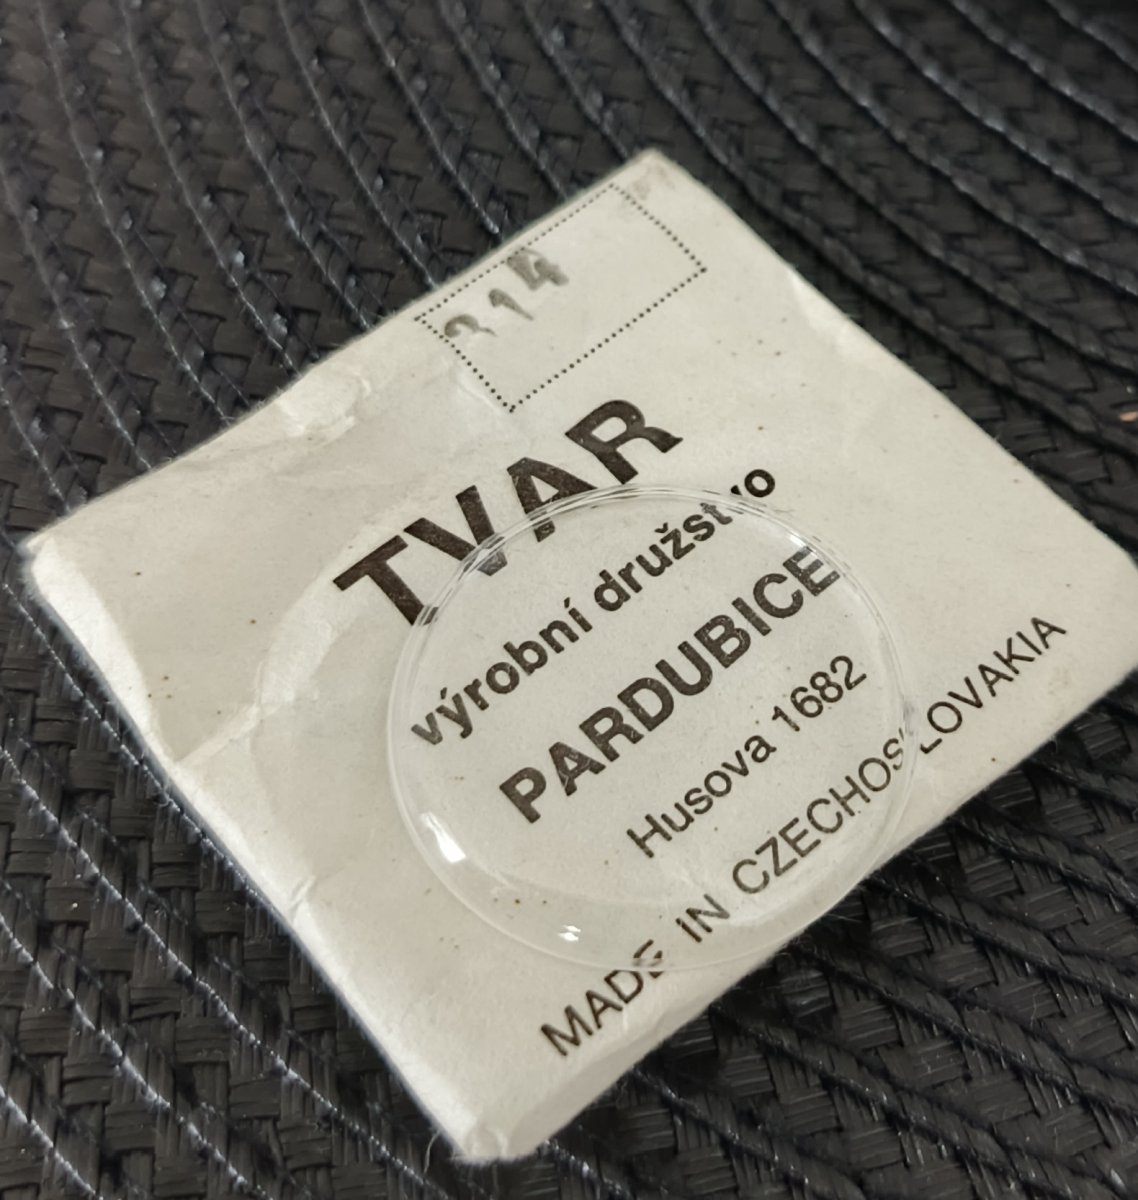 314
TVAR
výrobní družstvo
PARDUBICE
Husova 1682
MADE IN CZECHOSLOVAKIA